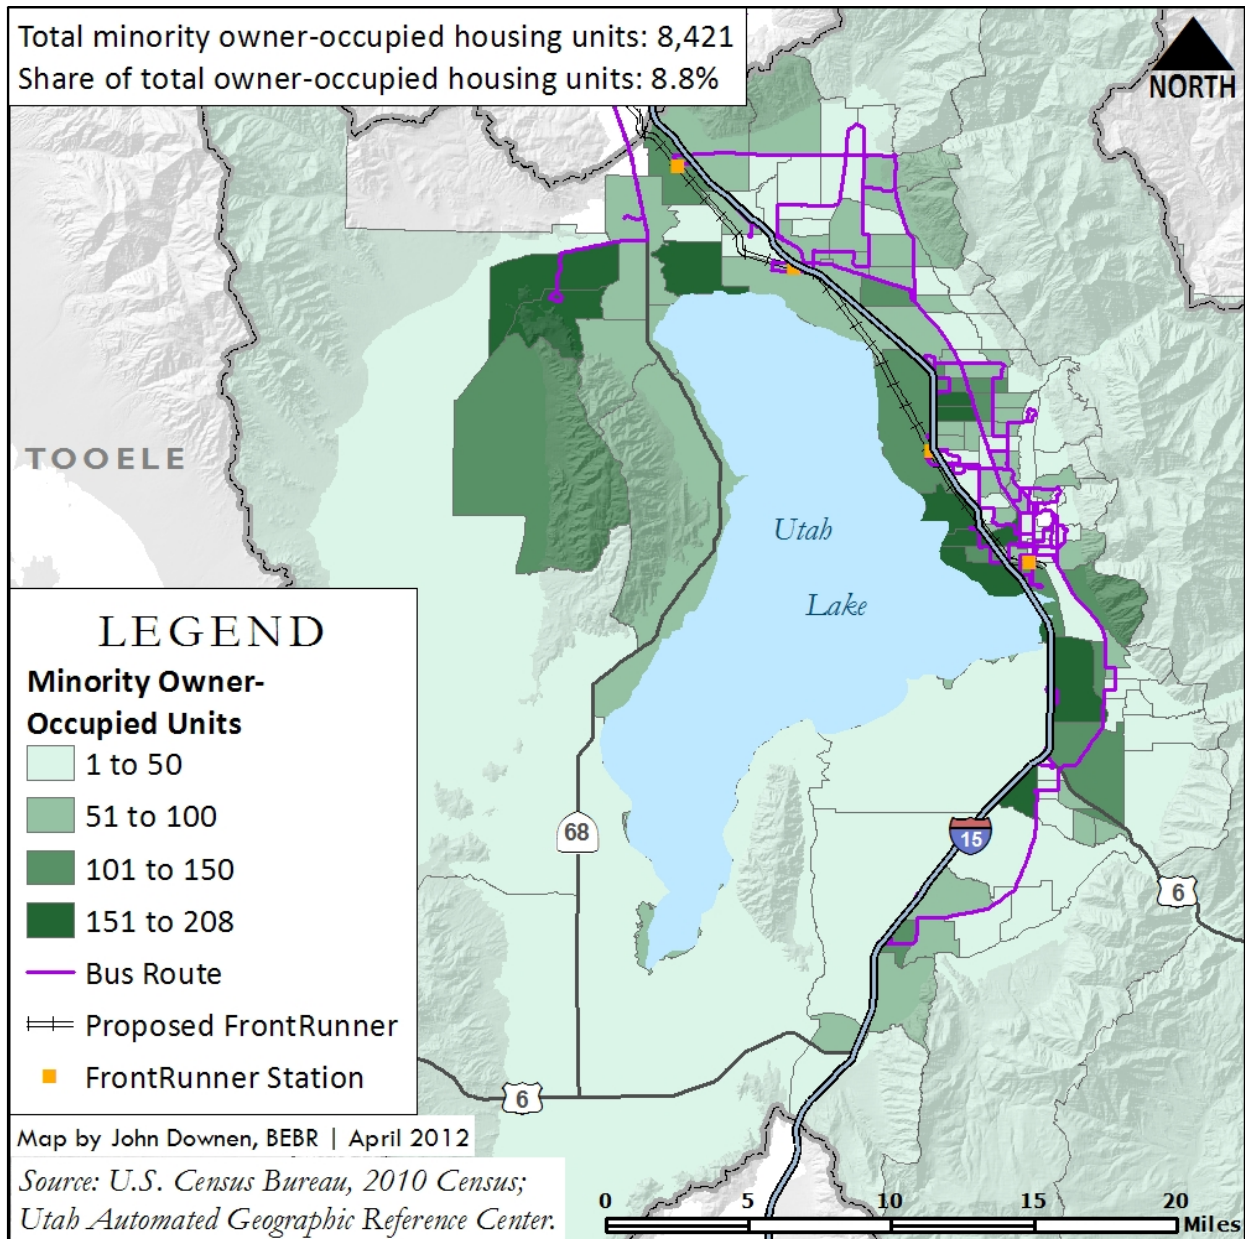 Total minority owner-occupied housing units: 8,421
Share of total owner-occupied housing units: 8.8%
NORTH
TOOELE
Utah
Lake
LEGEND
Minority Owner-
Occupied Units
1 to 50
51 to 100
101 to 150
151 to 208
Bus Route
Proposed FrontRunner
FrontRunner Station
68
15
6
6
Map by John Downen, BEBR | April 2012
Source: U.S. Census Bureau, 2010 Census;
Utah Automated Geographic Reference Center.
0 5 10 15 20
Miles